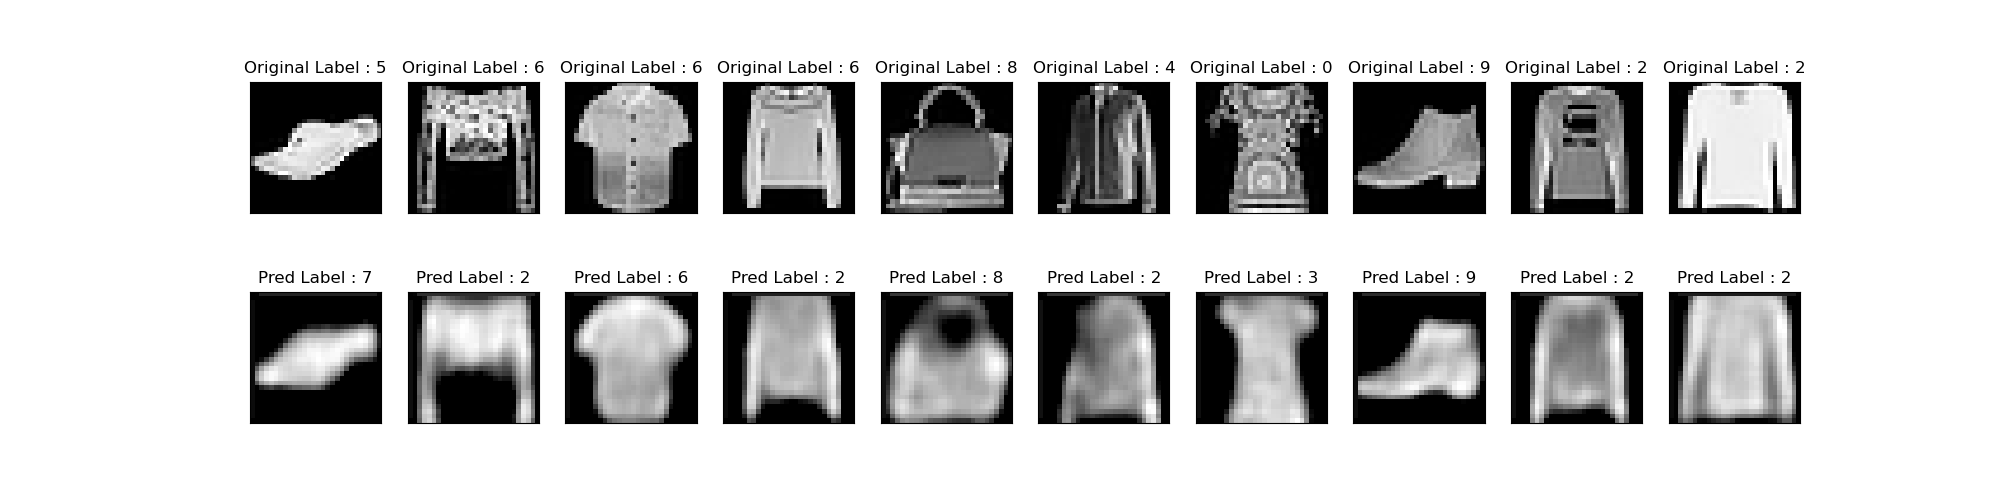 Original Label : 5
Original Label : 6
Original Label : 6
Original Label : 6
Original Label : 8
Original Label : 4
Original Label : 0
Original Label : 9
Original Label : 2
Original Label : 2
Pred Label : 7
Pred Label : 2
Pred Label : 6
Pred Label : 2
Pred Label : 8
Pred Label : 2
Pred Label : 3
Pred Label : 9
Pred Label : 2
Pred Label : 2